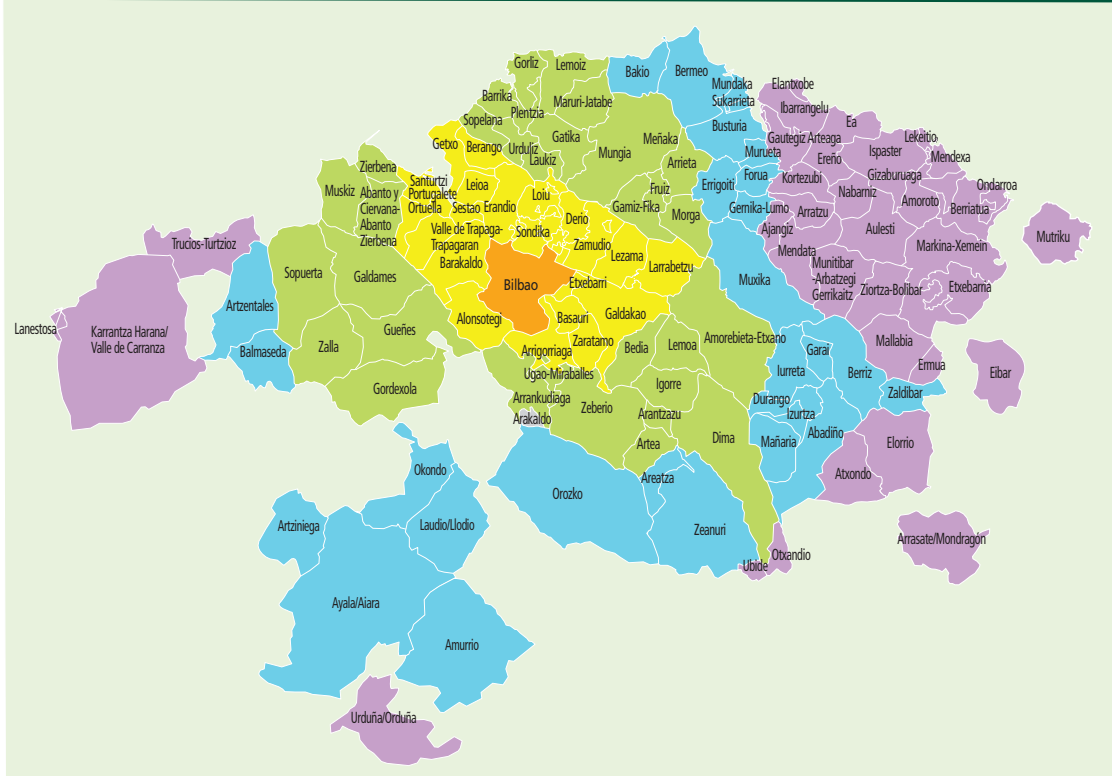 Gorliz
Lemoiz
Bakio
Bermeo
Mundaka
Sukarrieta
Elantxobe
Ibarrangelu
Barrika
Plentzia
Maruri-Jatabe
Sopelana
Ea
Busturia
Getxo
Berango
Urduliz
Gatika
Meñaka
Gautegiz Arteaga
Lekeitio
Mungia
Murueta
Ereño
Ispaster
Mendexa
Laukiz
Arrieta
Zierbena
Gizaburuaga
Santurtzi
Leioa
Errigoiti
Forua
Kortezubi
Ondarroa
Muskiz
Abanto y
Ciervana-
Abanto
Zierbena
Portugalete
Ortuella
Sestao
Erandio
Loiu
Fruiz
Gamiz-Fika
Morga
Gernika-Lumo
Nabarniz
Amoroto
Berriatua
Arratzu
Derio
Sondika
Valle de Trapaga-
Trapagaran
Ajangiz
Aulesti
Mutriku
Trucios-Turtzioz
Zamudio
Mendata
Markina-Xemein
Lezama
Larrabetzu
Barakaldo
Munitibar
-Arbatzegi
Gerrikaitz
Sopuerta
Galdames
Muxika
Bilbao
Etxebarri
Ziortza-Bolibar
Etxebarria
Artzentales
Lanestosa
Karrantza Harana/
Valle de Carranza
Alonsotegi
Basauri
Galdakao
Gueñes
Zaratamo
Amorebieta-Etxano
Mallabia
Balmaseda
Zalla
Arrigorriaga
Bedia
Lemoa
Garai
Iurreta
Berriz
Ermua
Eibar
Ugao-Miraballes
Gordexola
Igorre
Zaldibar
Arrankudiaga
Zeberio
Durango
Izurtza
Arakaldo
Arantzazu
Abadiño
Dima
Mañaria
Artea
Elorrio
Okondo
Areatza
Atxondo
Orozko
Artziniega
Laudio/Llodio
Zeanuri
Arrasate/Mondragón
Otxandio
Ubide
Ayala/Aiara
Amurrio
Urduña/Orduña